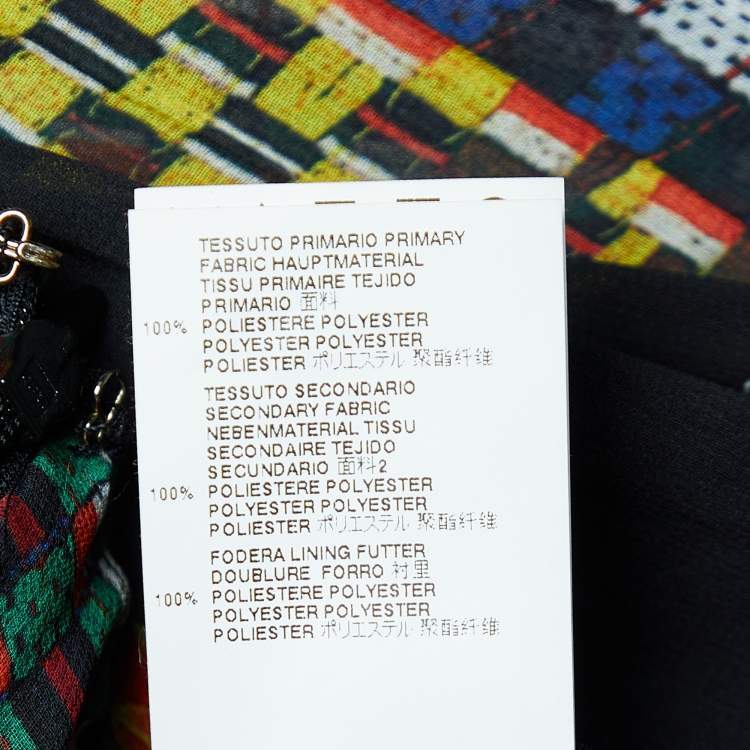 TESSUTO PRIMARIO PRIMARY
FABRIC HAUPTMATERIAL
TISSU PRIMAIRE TEJIDO
PRIMARIO 面料
100% POLIESTERE POLYESTER
POLYESTER POLYESTER
POLIESTER ポリエステル 聚酯纤维
TESSUTO SECONDARIO
SECONDARY FABRIC
NEBENMATERIAL TISSU
SECONDAIRE TEJIDO
SECUNDARIO 面料2
100% POLIESTERE POLYESTER
POLYESTER POLYESTER
POLIESTER ポリエステル 聚酯纤维
FODERA LINING FUTTER
DOUBLURE FORRO 衬里
100% POLIESTERE POLYESTER
POLYESTER POLYESTER
POLIESTER ポリエステル 聚酯纤维